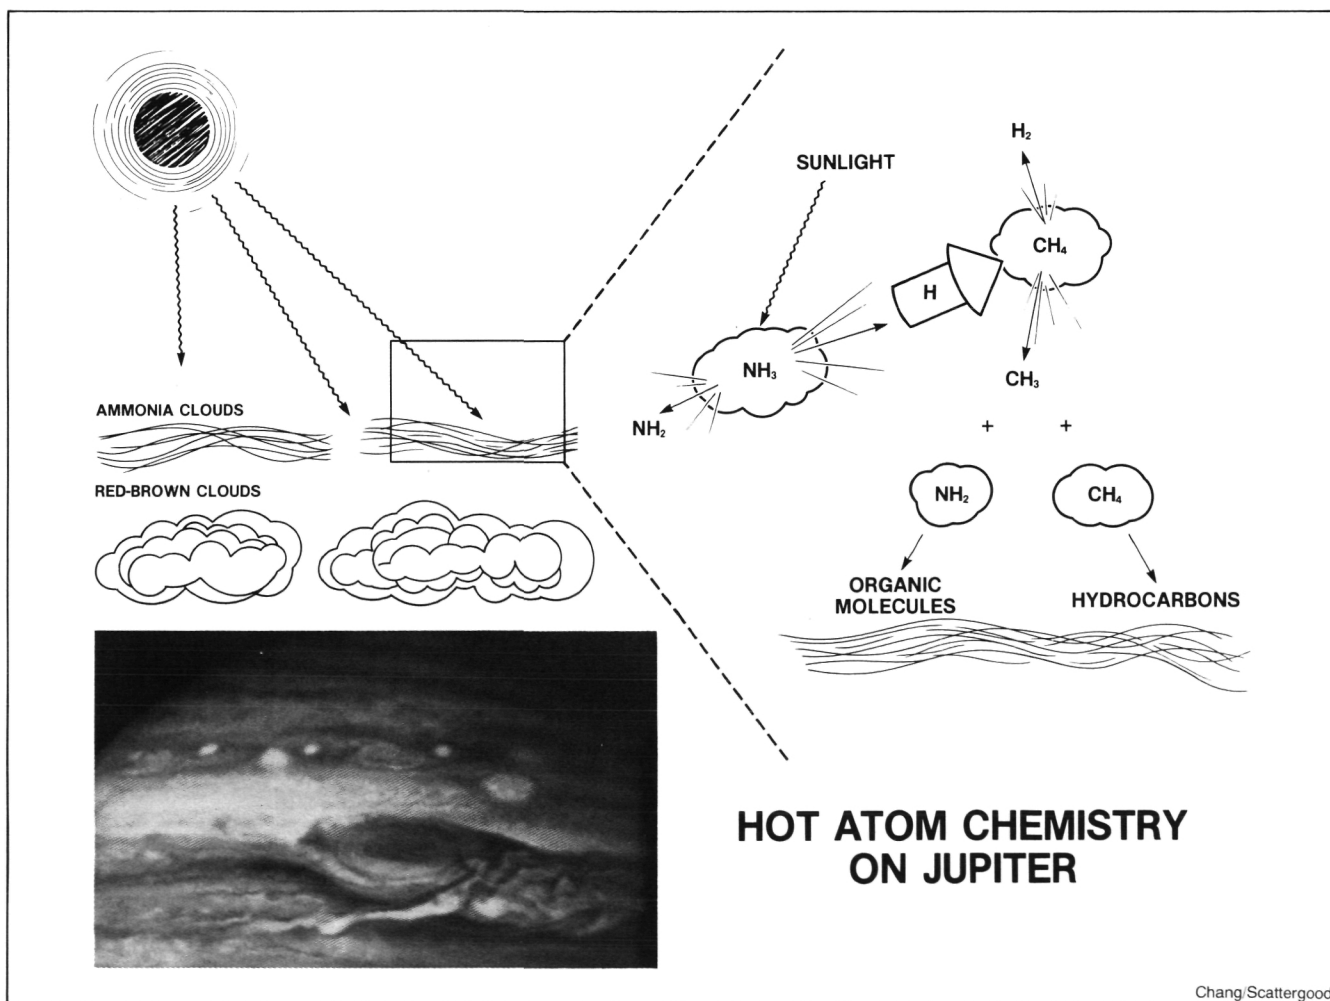 SUNLIGHT
H₂
CH₄
H
NH₃
NH₂
CH₃
+ +
NH₂
CH₄
ORGANIC
MOLECULES
HYDROCARBONS
AMMONIA CLOUDS
RED-BROWN CLOUDS
HOT ATOM CHEMISTRY
ON JUPITER
Chang/Scattergood